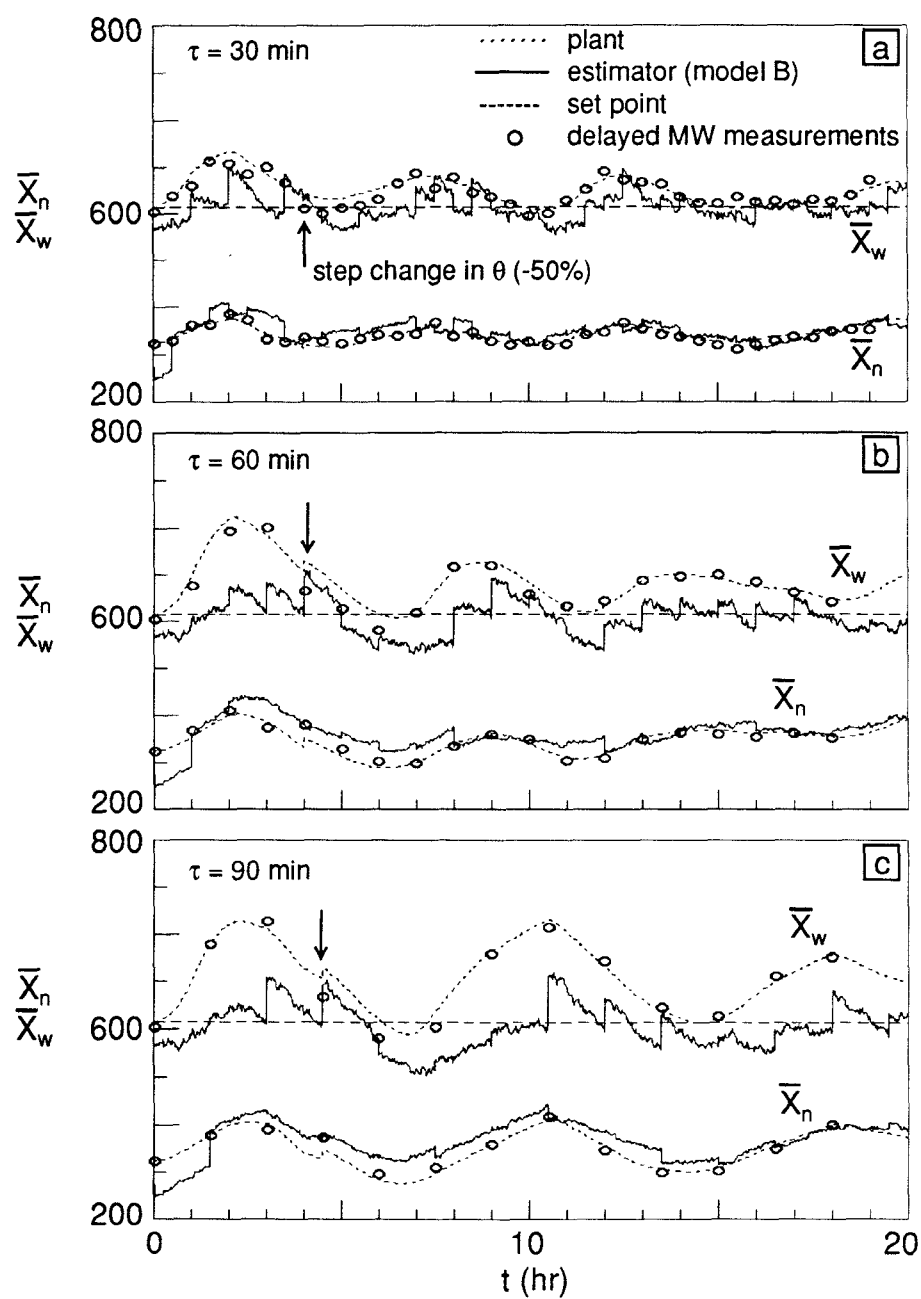 800
τ = 30 min
plant
a
estimator (model B)
set point
delayed MW measurements
X̄n
X̄w
600
X̄w
step change in θ (-50%)
X̄n
200
800
τ = 60 min
b
X̄w
X̄n
X̄w
600
X̄n
200
800
τ = 90 min
c
X̄w
X̄n
X̄w
600
X̄n
200
0
10
20
t (hr)